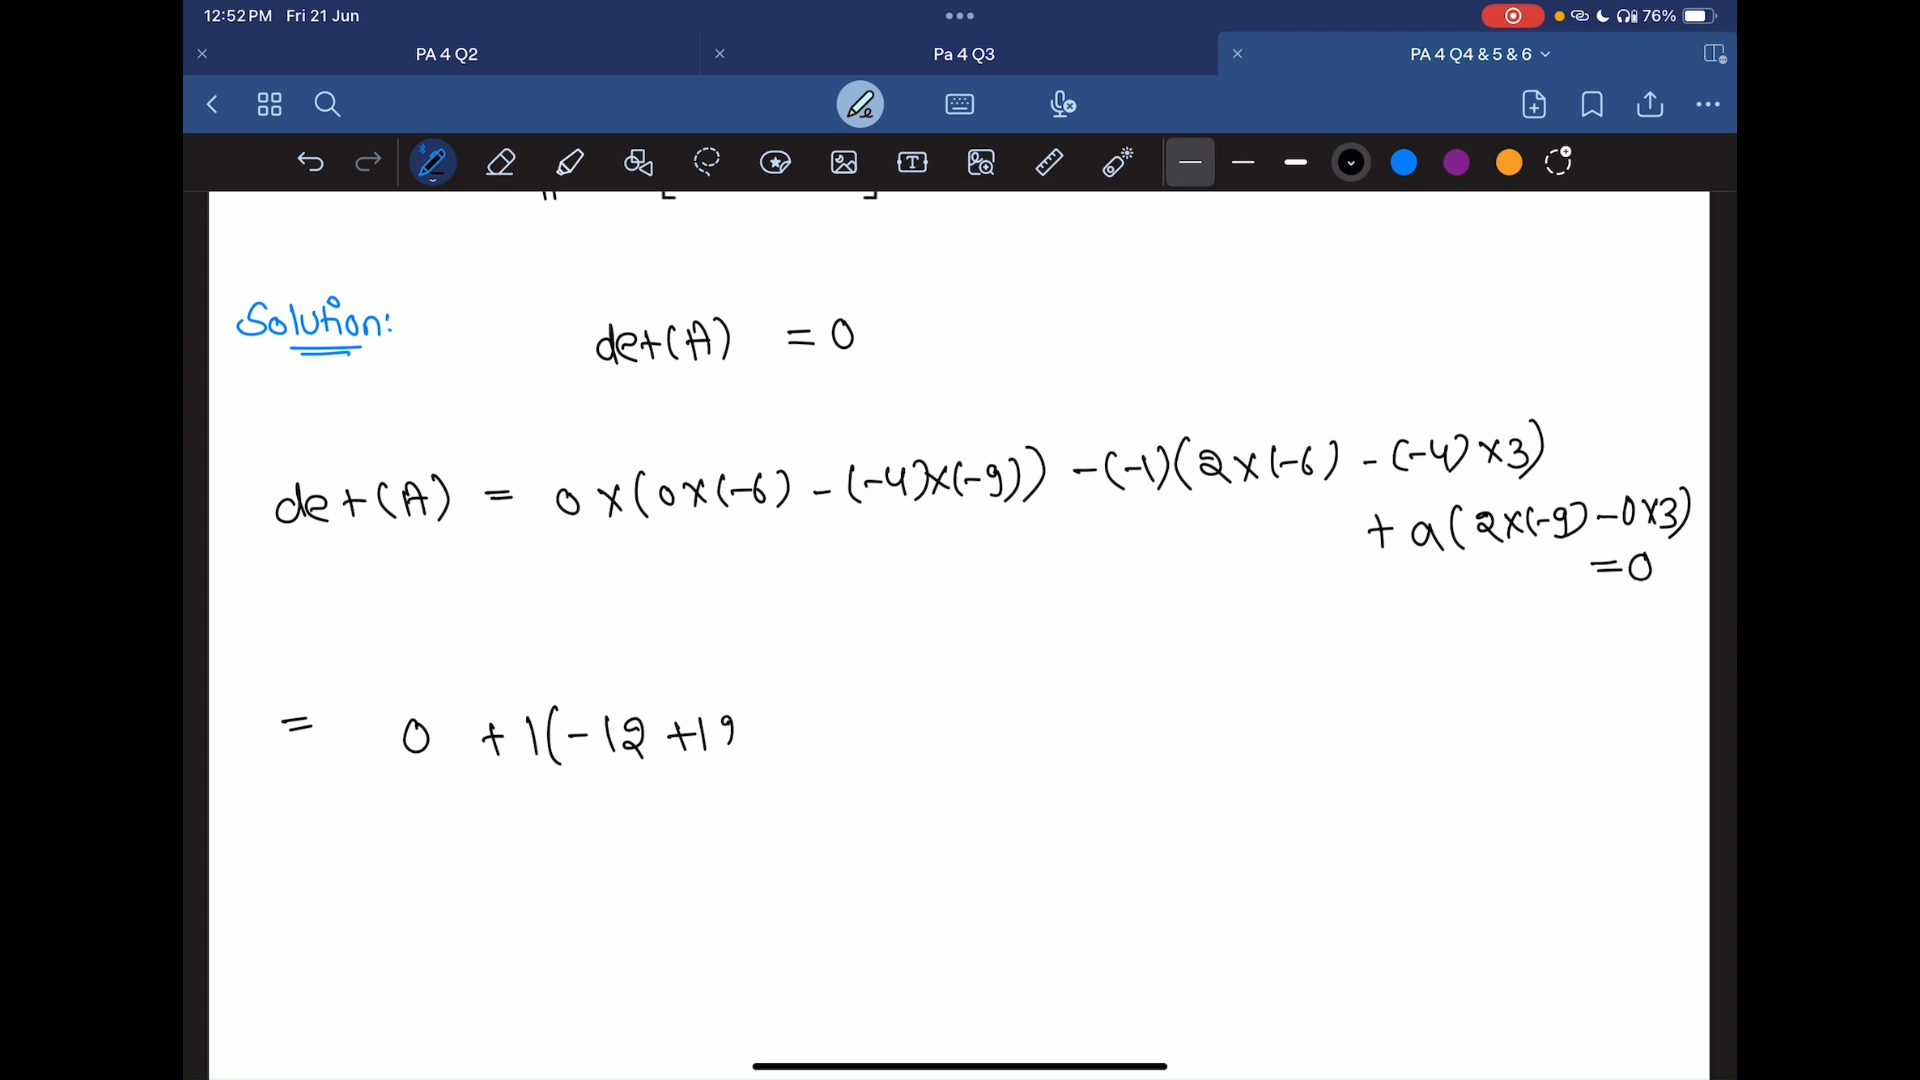 12:52 PM Fri 21 Jun 76%
PA 4 Q2 Pa 4 Q3 PA 4 Q4 & 5 & 6
Solution:
det(A) = 0
det(A) = 0 × (0×(-6) - (-4)×(-9)) - (-1)(2×(-6) - (-4)×3)
+ a(2×(-9) - 0×3)
= 0
= 0 + 1(-12 + 1